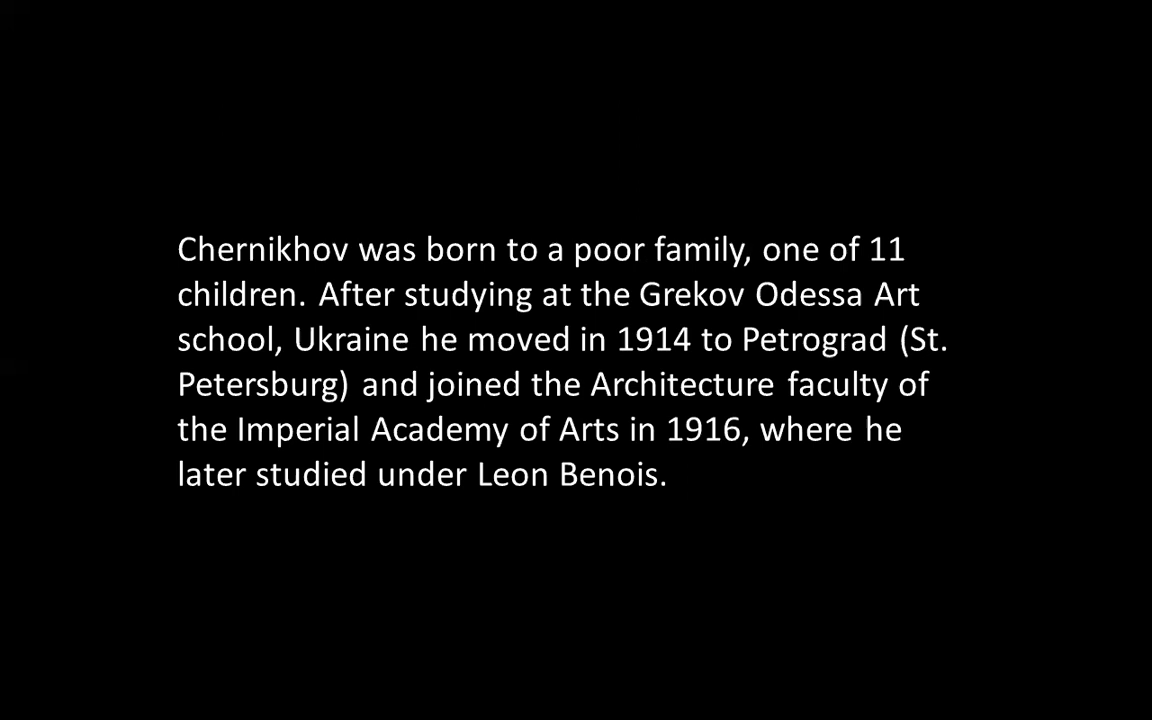 Chernikhov was born to a poor family, one of 11
children. After studying at the Grekov Odessa Art
school, Ukraine he moved in 1914 to Petrograd (St.
Petersburg) and joined the Architecture faculty of
the Imperial Academy of Arts in 1916, where he
later studied under Leon Benois.